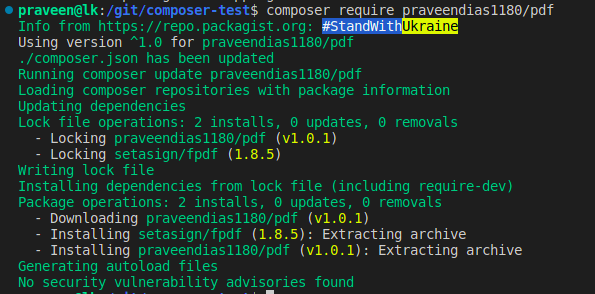 praveen@lk:/git/composer-test$ composer require praveendias1180/pdf
Info from https://repo.packagist.org: #StandWithUkraine
Using version ^1.0 for praveendias1180/pdf
./composer.json has been updated
Running composer update praveendias1180/pdf
Loading composer repositories with package information
Updating dependencies
Lock file operations: 2 installs, 0 updates, 0 removals
  - Locking praveendias1180/pdf (v1.0.1)
  - Locking setasign/fpdf (1.8.5)
Writing lock file
Installing dependencies from lock file (including require-dev)
Package operations: 2 installs, 0 updates, 0 removals
  - Downloading praveendias1180/pdf (v1.0.1)
  - Installing setasign/fpdf (1.8.5): Extracting archive
  - Installing praveendias1180/pdf (v1.0.1): Extracting archive
Generating autoload files
No security vulnerability advisories found